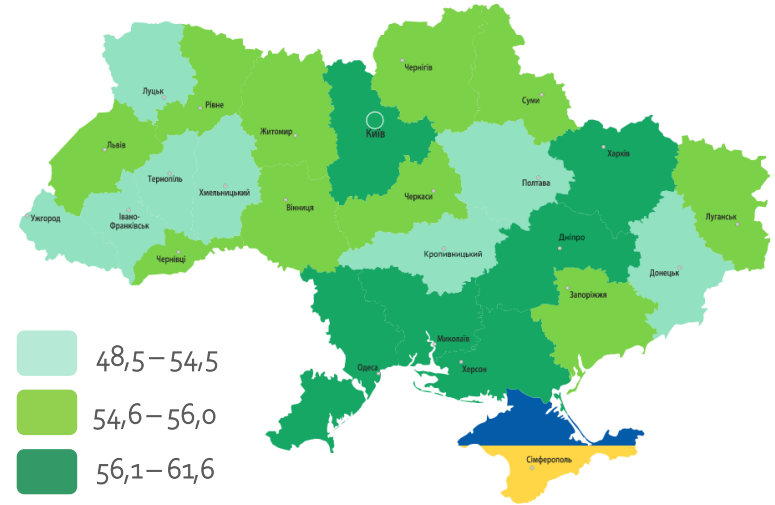 Чернігів
Луцьк
Рівне
Суми
Житомир
Київ
Львів
Харків
Тернопіль
Полтава
Хмельницький
Черкаси
Вінниця
Ужгород
Івано-
Франківськ
Луганськ
Дніпро
Кропивницький
Чернівці
Донецьк
Запоріжжя
Миколаїв
48,5 – 54,5
Одеса
Херсон
54,6 – 56,0
56,1 – 61,6
Сімферополь